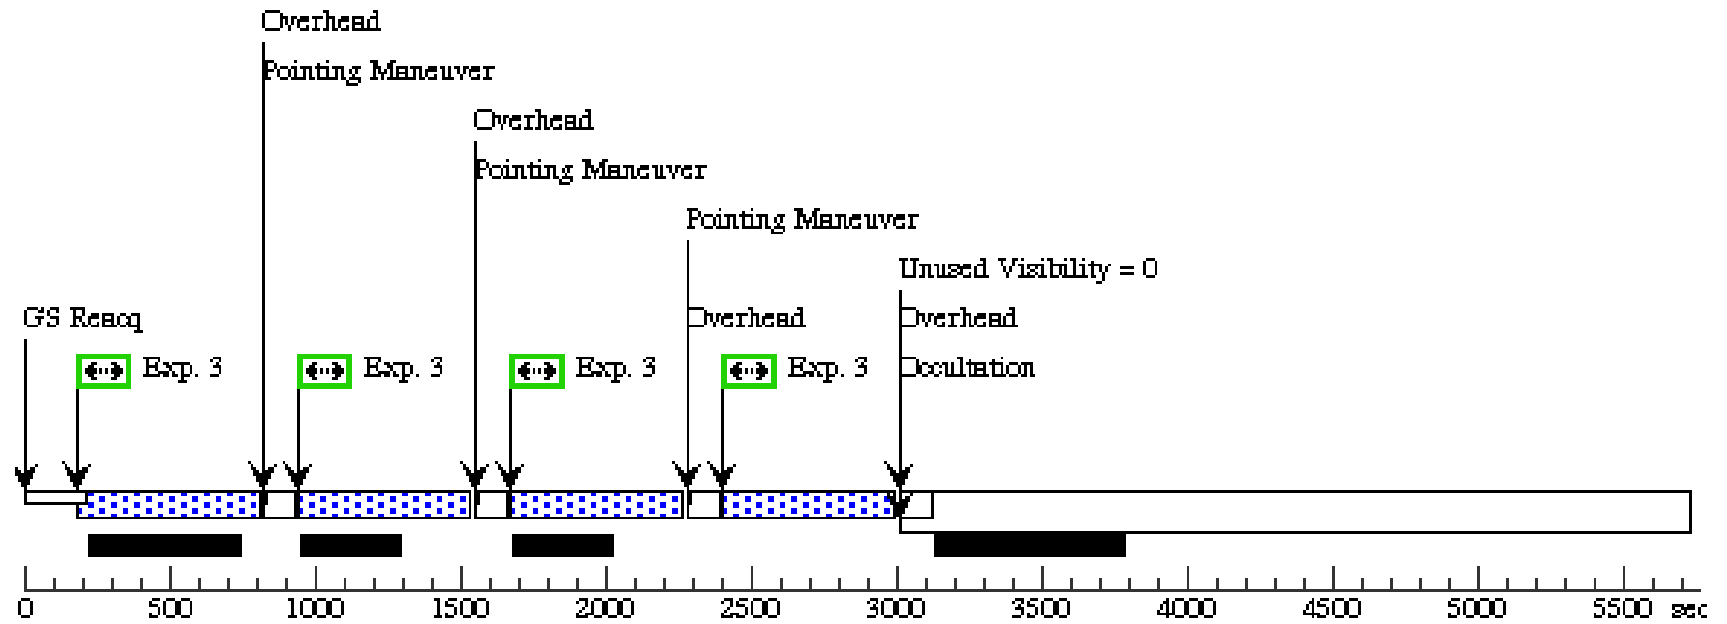 Overhead
Pointing Maneuver
Overhead
Pointing Maneuver
Pointing Maneuver
Unused Visibility = 0
GS Reacq
Overhead
Overhead
Exp. 3
Exp. 3
Exp. 3
Exp. 3
Occultation
0 500 1000 1500 2000 2500 3000 3500 4000 4500 5000 5500 sec